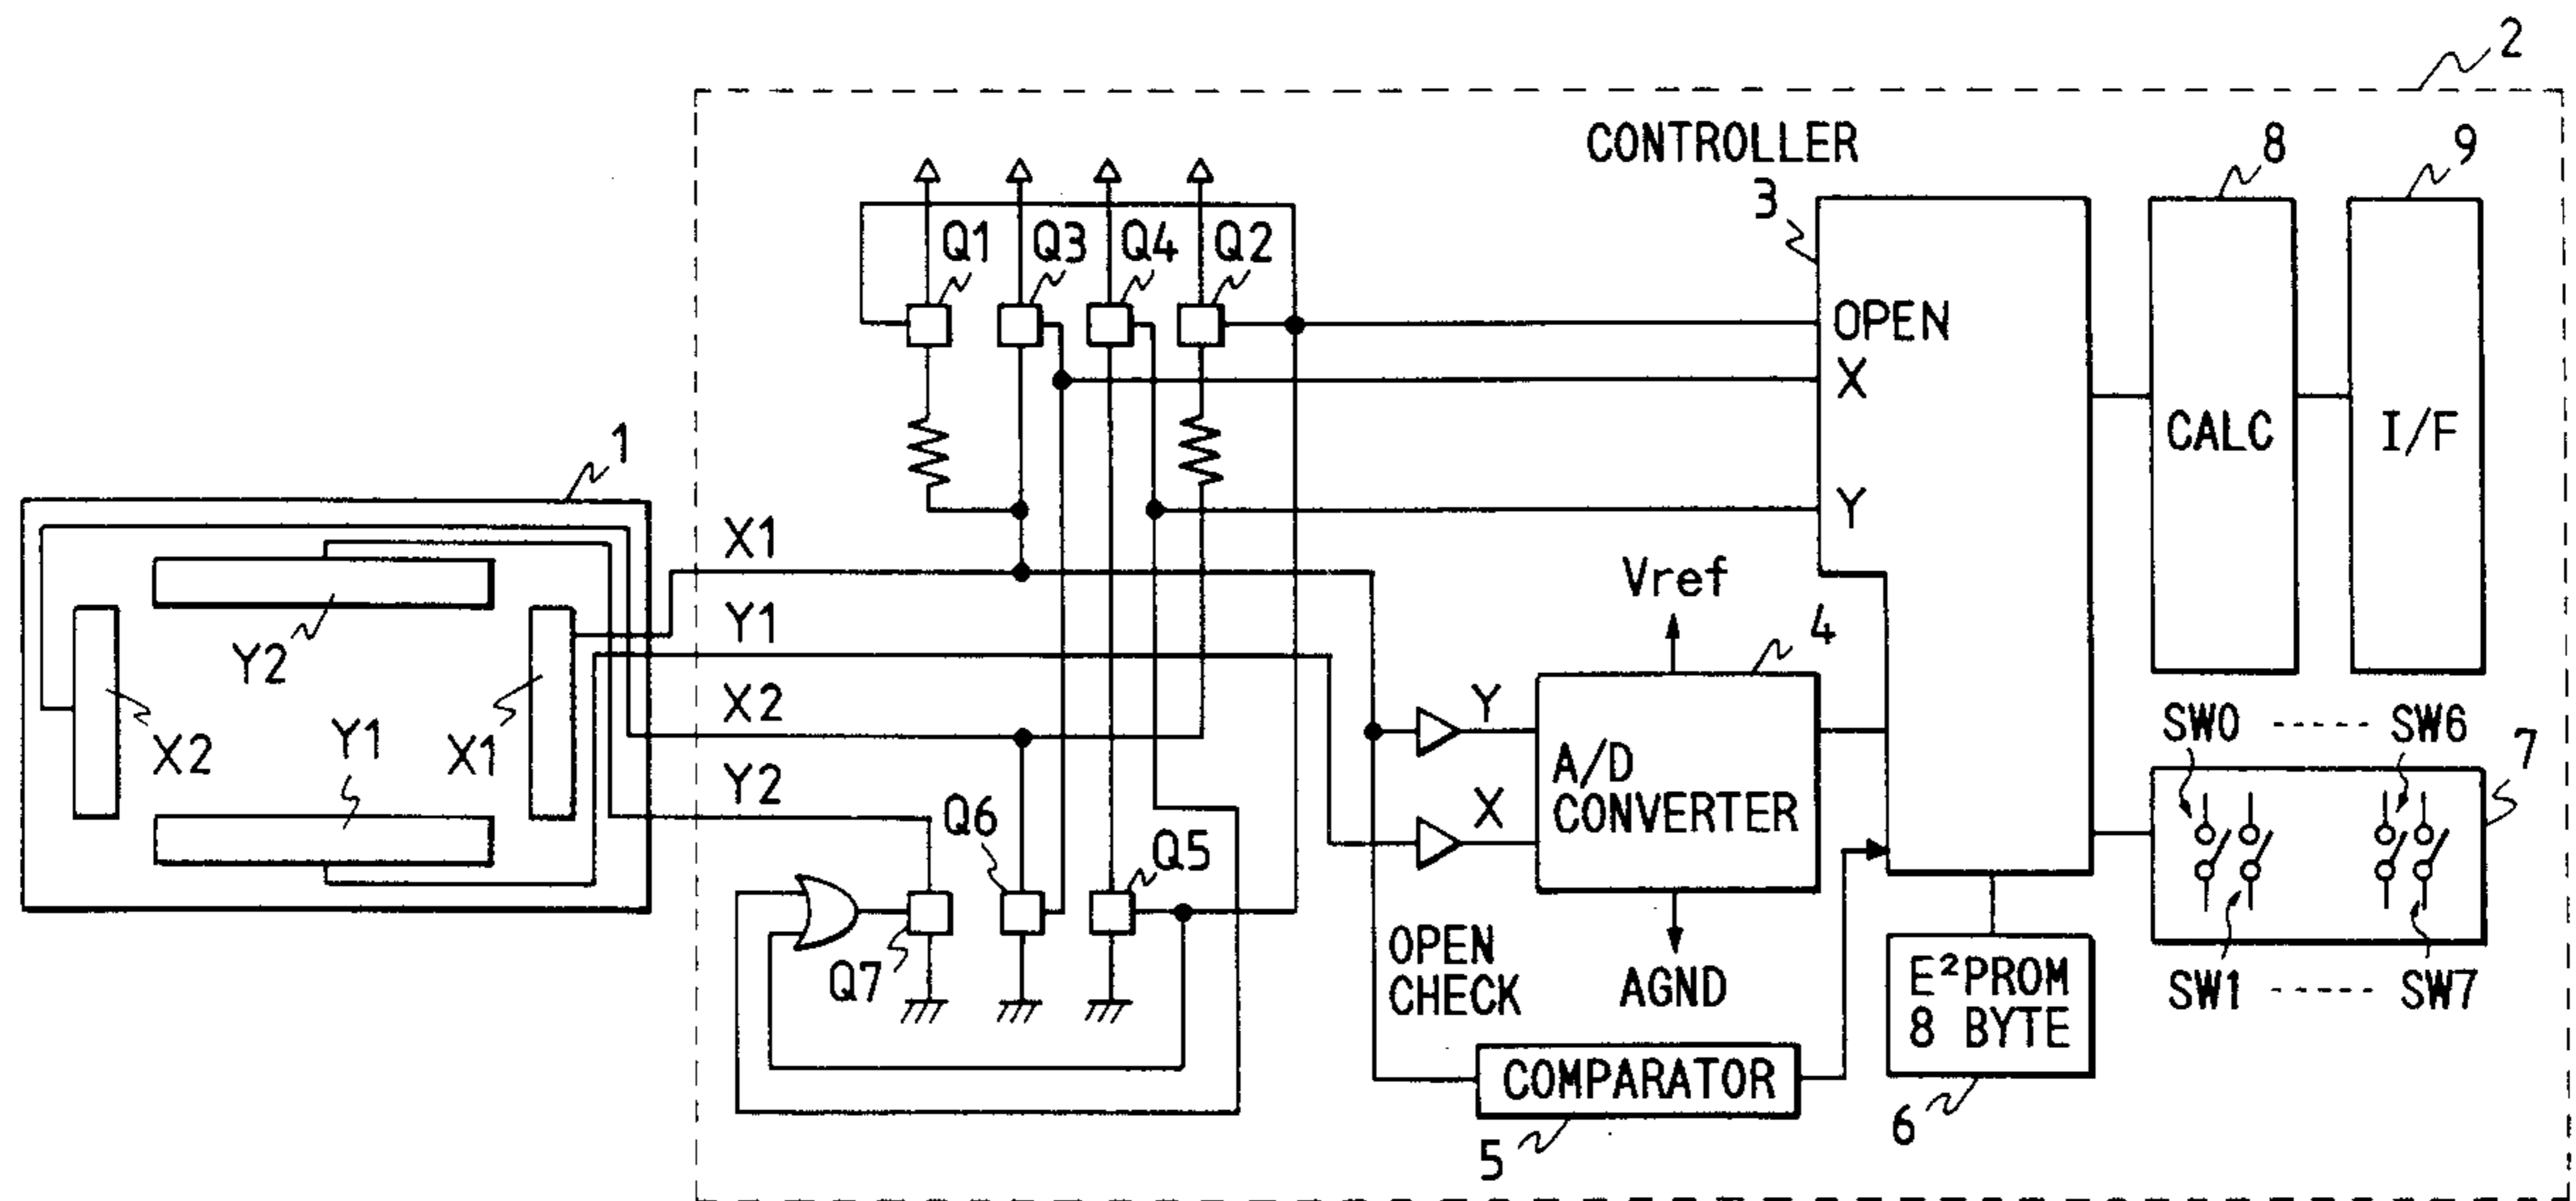 2
CONTROLLER
3
8
9
Q1
Q3
Q4
Q2
OPEN
X
Y
CALC
I/F
1
X1
Y1
X2
Y2
Y2
X2
Y1
X1
Vref
4
Y
X
A/D
CONVERTER
SW0 ----- SW6
7
SW1 ----- SW7
Q6
Q5
Q7
OPEN
CHECK
AGND
E²PROM
8 BYTE
COMPARATOR
5
6